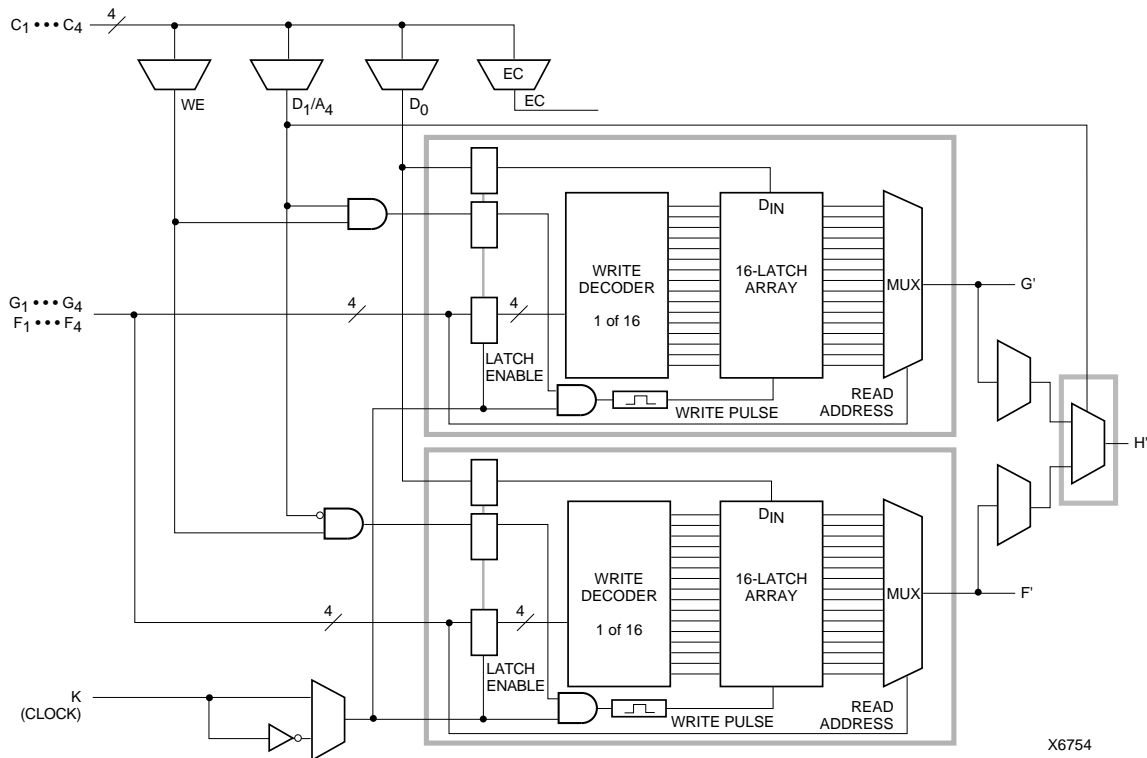 C1 • • • C4
4
EC
WE
D1/A4
D0
EC
DIN
WRITE
DECODER
1 of 16
16-LATCH
ARRAY
MUX
G'
G1 • • • G4
F1 • • • F4
4
4
LATCH
ENABLE
READ
ADDRESS
WRITE PULSE
H'
DIN
WRITE
DECODER
1 of 16
16-LATCH
ARRAY
MUX
F'
4
4
LATCH
ENABLE
READ
ADDRESS
WRITE PULSE
K
(CLOCK)
X6754